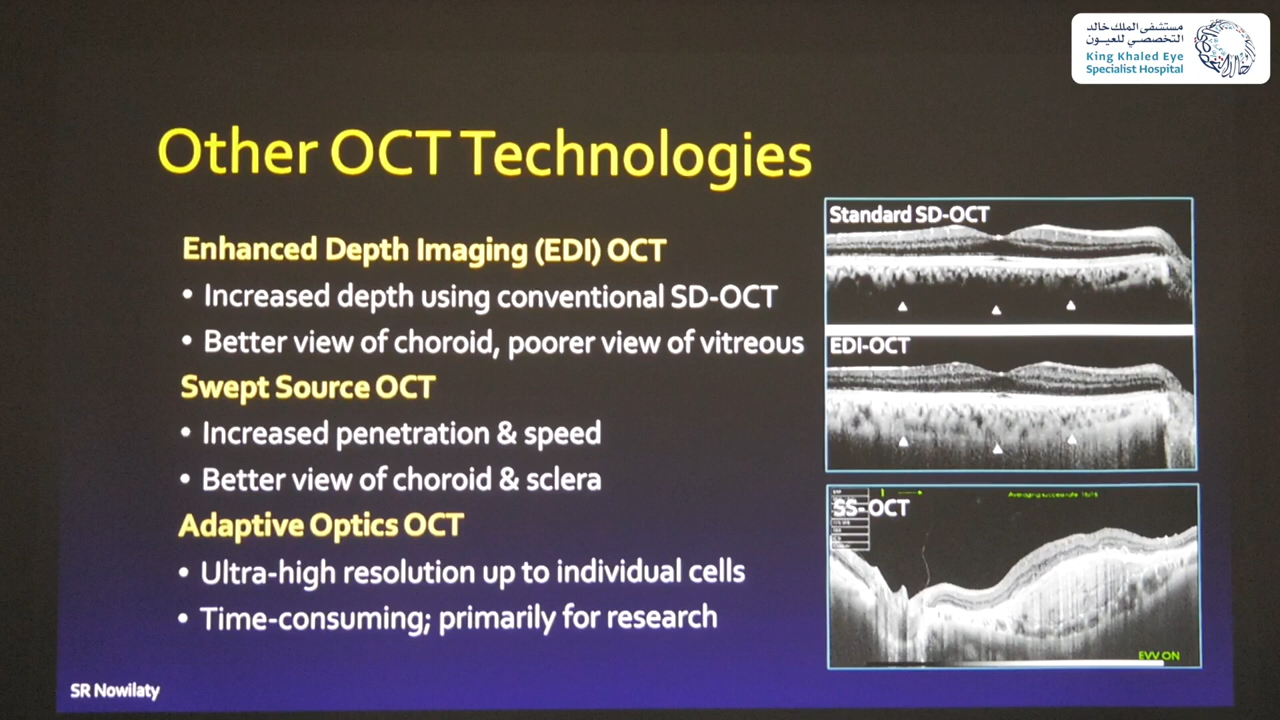 مستشفى الملك خالد
التخصصي للعيون
King Khaled Eye
Specialist Hospital
Other OCT Technologies
Enhanced Depth Imaging (EDI) OCT
• Increased depth using conventional SD-OCT
• Better view of choroid, poorer view of vitreous
Swept Source OCT
• Increased penetration & speed
• Better view of choroid & sclera
Adaptive Optics OCT
• Ultra-high resolution up to individual cells
• Time-consuming; primarily for research
Standard SD-OCT
EDI-OCT
SS-OCT
EVV ON
SR Nowilaty